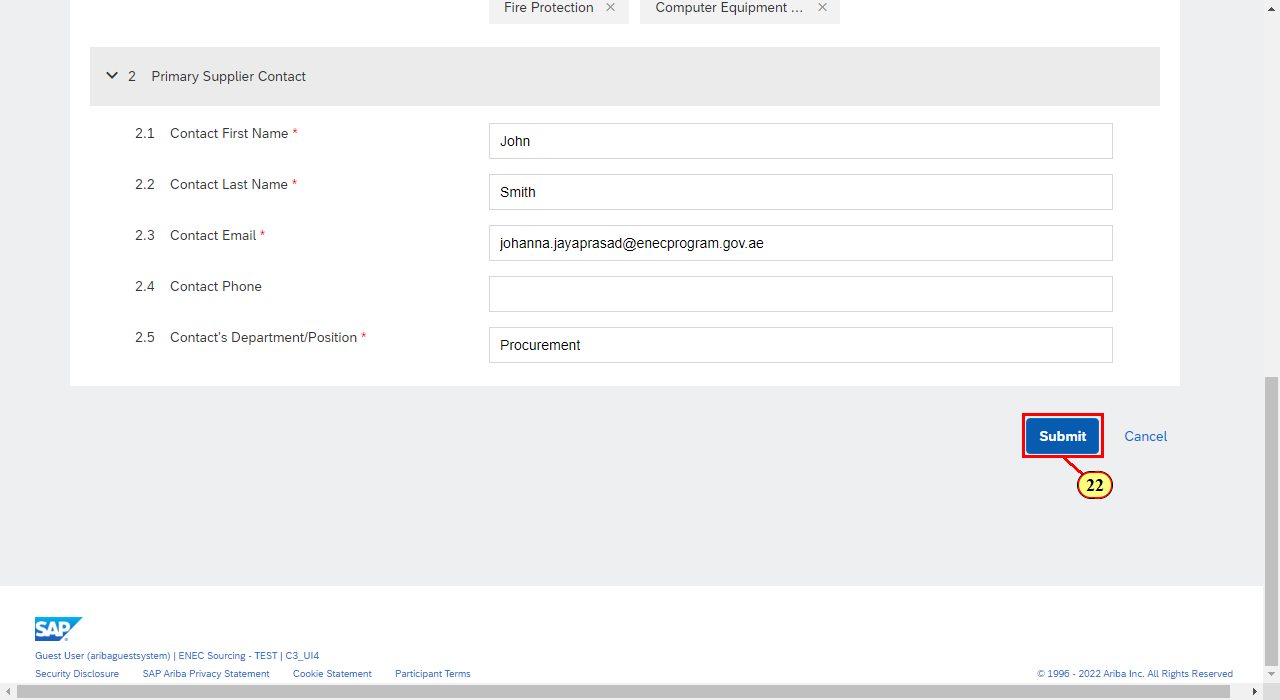 Fire Protection × Computer Equipment ... ×
2 Primary Supplier Contact
2.1 Contact First Name * John
2.2 Contact Last Name * Smith
2.3 Contact Email * johanna.jayaprasad@enecprogram.gov.ae
2.4 Contact Phone
2.5 Contact's Department/Position * Procurement
Submit Cancel
22
SAP
Guest User (aribaguestsystem) | ENEC Sourcing - TEST | C3_UI4
Security Disclosure SAP Ariba Privacy Statement Cookie Statement Participant Terms © 1996 - 2022 Ariba Inc. All Rights Reserved